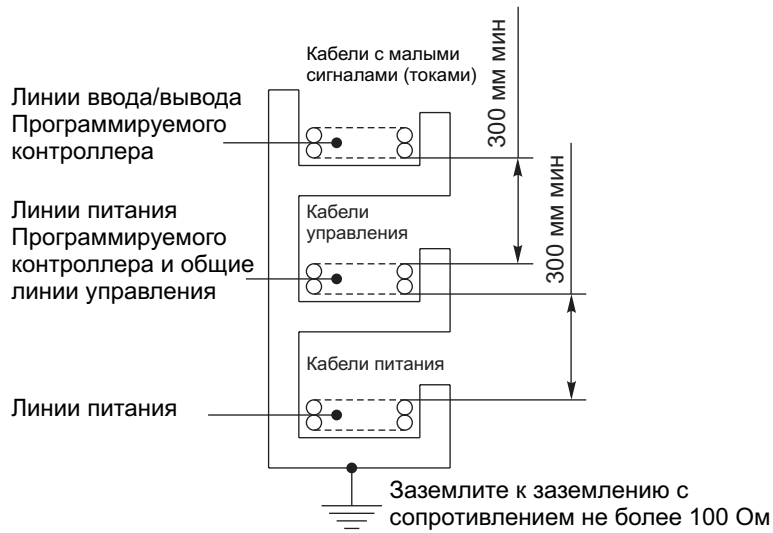 Кабели с малыми
сигналами (токами)
300 мм мин
Линии ввода/вывода
Программируемого
контроллера
Линии питания
Программируемого
контроллера и общие
линии управления
Кабели
управления
300 мм мин
Кабели питания
Линии питания
Заземлите к заземлению с
сопротивлением не более 100 Ом